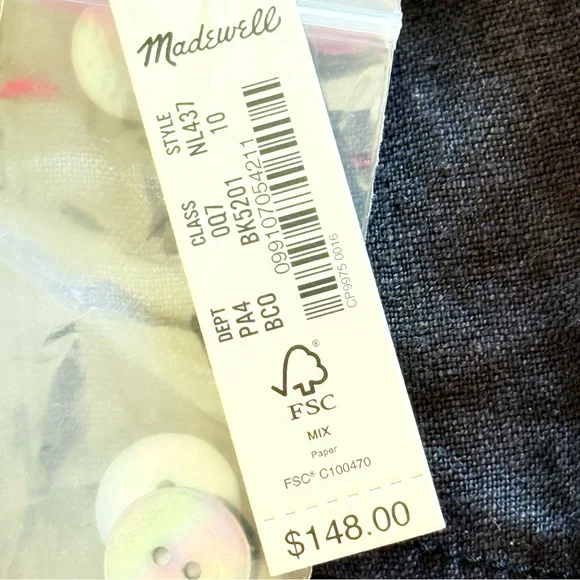 Madewell
STYLE
NL437
10
CLASS
0Q7
BK5201
DEPT
PA4
BCO
099107054211
CP9975 0016
®
FSC
MIX
Paper
FSC® C100470
$148.00